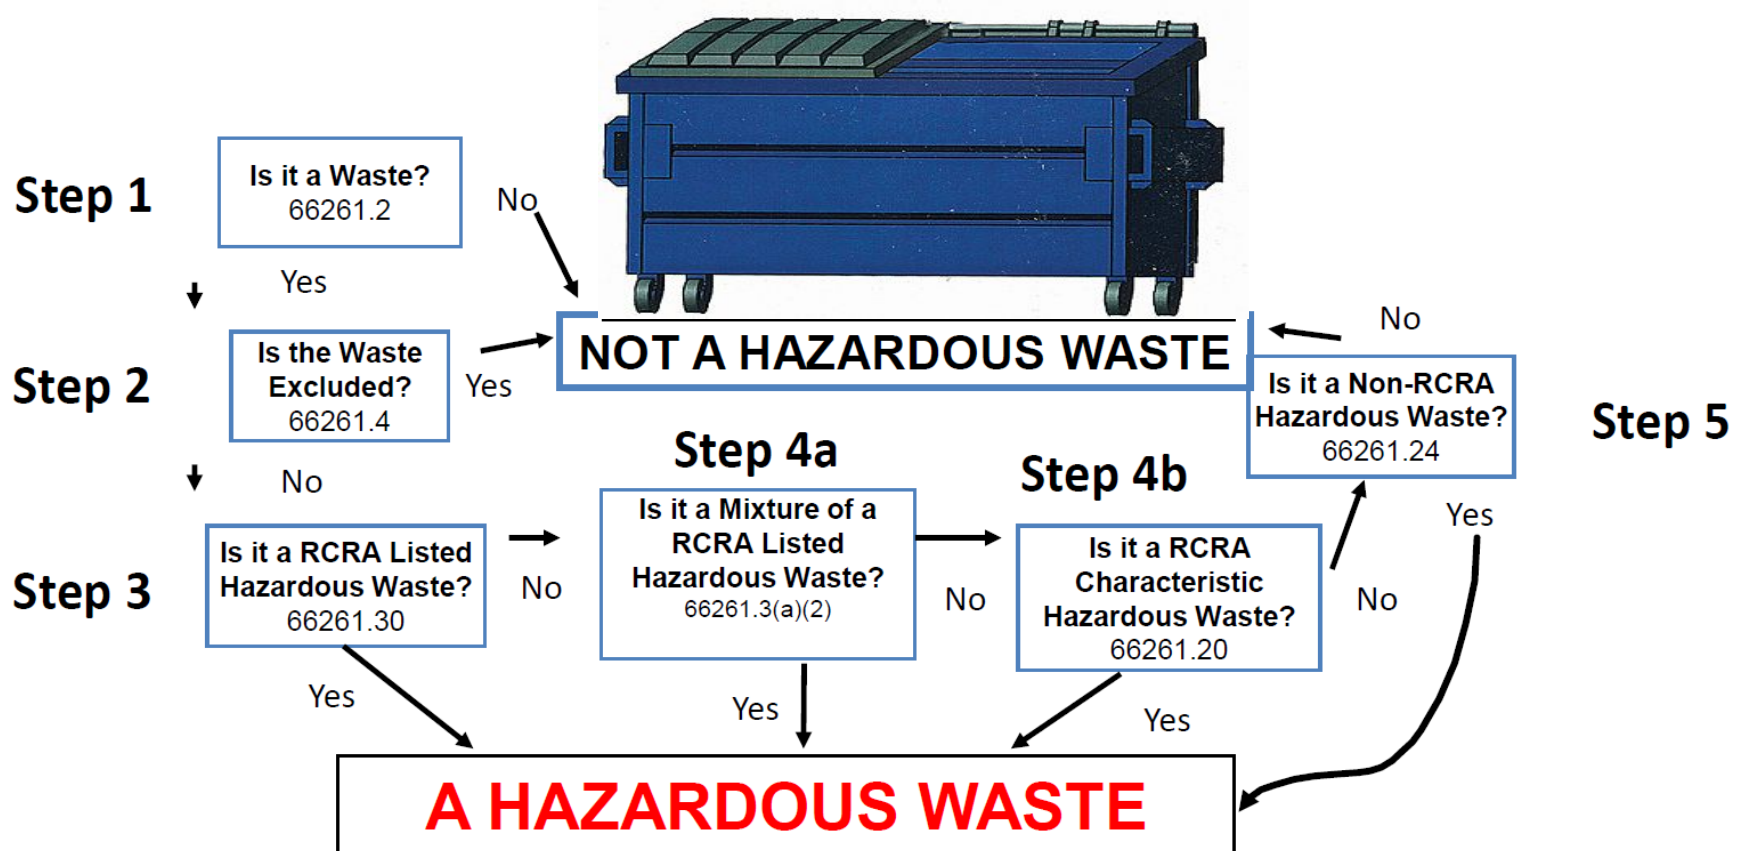 Step 1
Is it a Waste?
66261.2
No
Yes
Step 2
Is the Waste
Excluded?
66261.4
Yes
NOT A HAZARDOUS WASTE
No
Step 3
Is it a RCRA Listed
Hazardous Waste?
66261.30
No
Yes
Step 4a
Is it a Mixture of a
RCRA Listed
Hazardous Waste?
66261.3(a)(2)
No
Yes
Step 4b
Is it a RCRA
Characteristic
Hazardous Waste?
66261.20
No
Yes
Step 5
Is it a Non-RCRA
Hazardous Waste?
66261.24
No
Yes
A HAZARDOUS WASTE